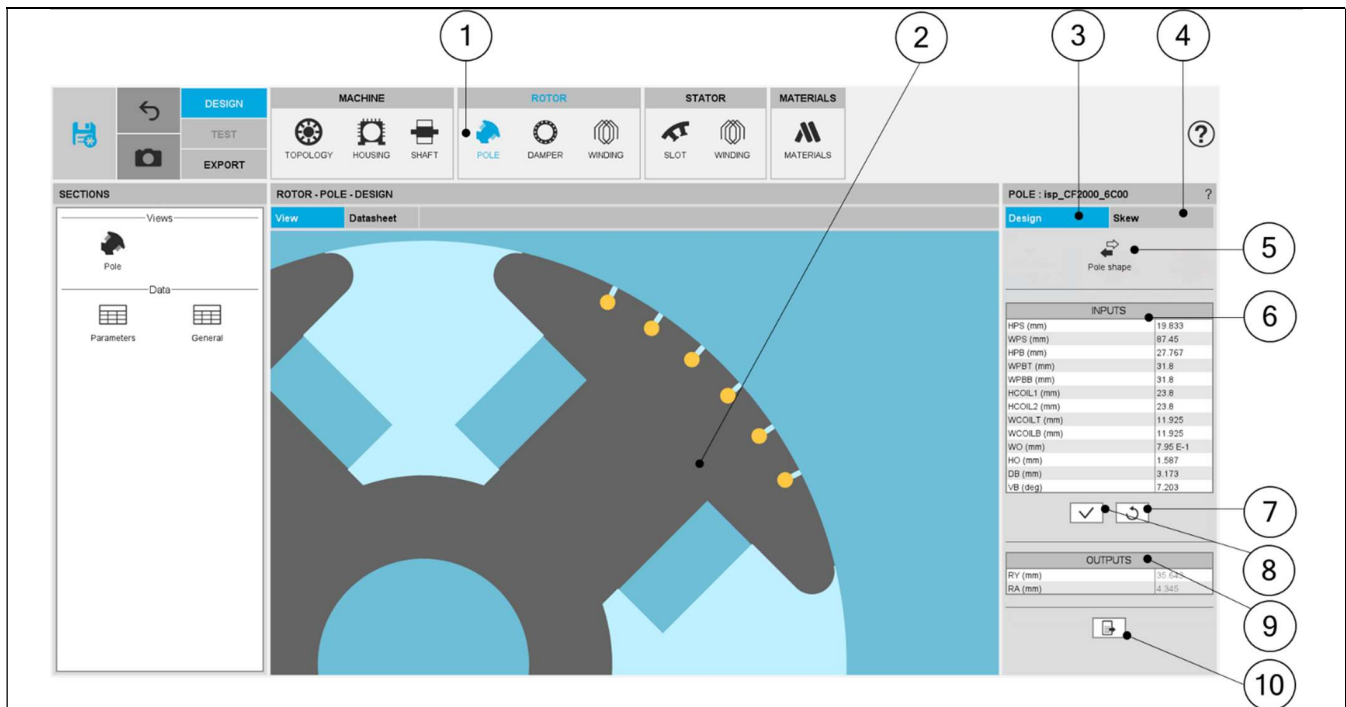 1
2
3
4
DESIGN
TEST
EXPORT
MACHINE
ROTOR
STATOR
MATERIALS
TOPOLOGY
HOUSING
SHAFT
POLE
DAMPER
WINDING
SLOT
WINDING
MATERIALS
?
SECTIONS
ROTOR - POLE - DESIGN
POLE : isp_CF2000_6C00
?
Views
View
Datasheet
Design
Skew
Pole
Pole shape
5
Data
Parameters
General
INPUTS
6
HPS (mm) 19.833
WPS (mm) 87.45
HPB (mm) 27.767
WPBT (mm) 31.8
WPBB (mm) 31.8
HCOIL1 (mm) 23.8
HCOIL2 (mm) 23.8
WCOILT (mm) 11.925
WCOILB (mm) 11.925
WO (mm) 7.95 E-1
HO (mm) 1.587
DB (mm) 3.173
VB (deg) 7.203
7
8
OUTPUTS
RY (mm) 35.643
RA (mm) 4.345
9
10